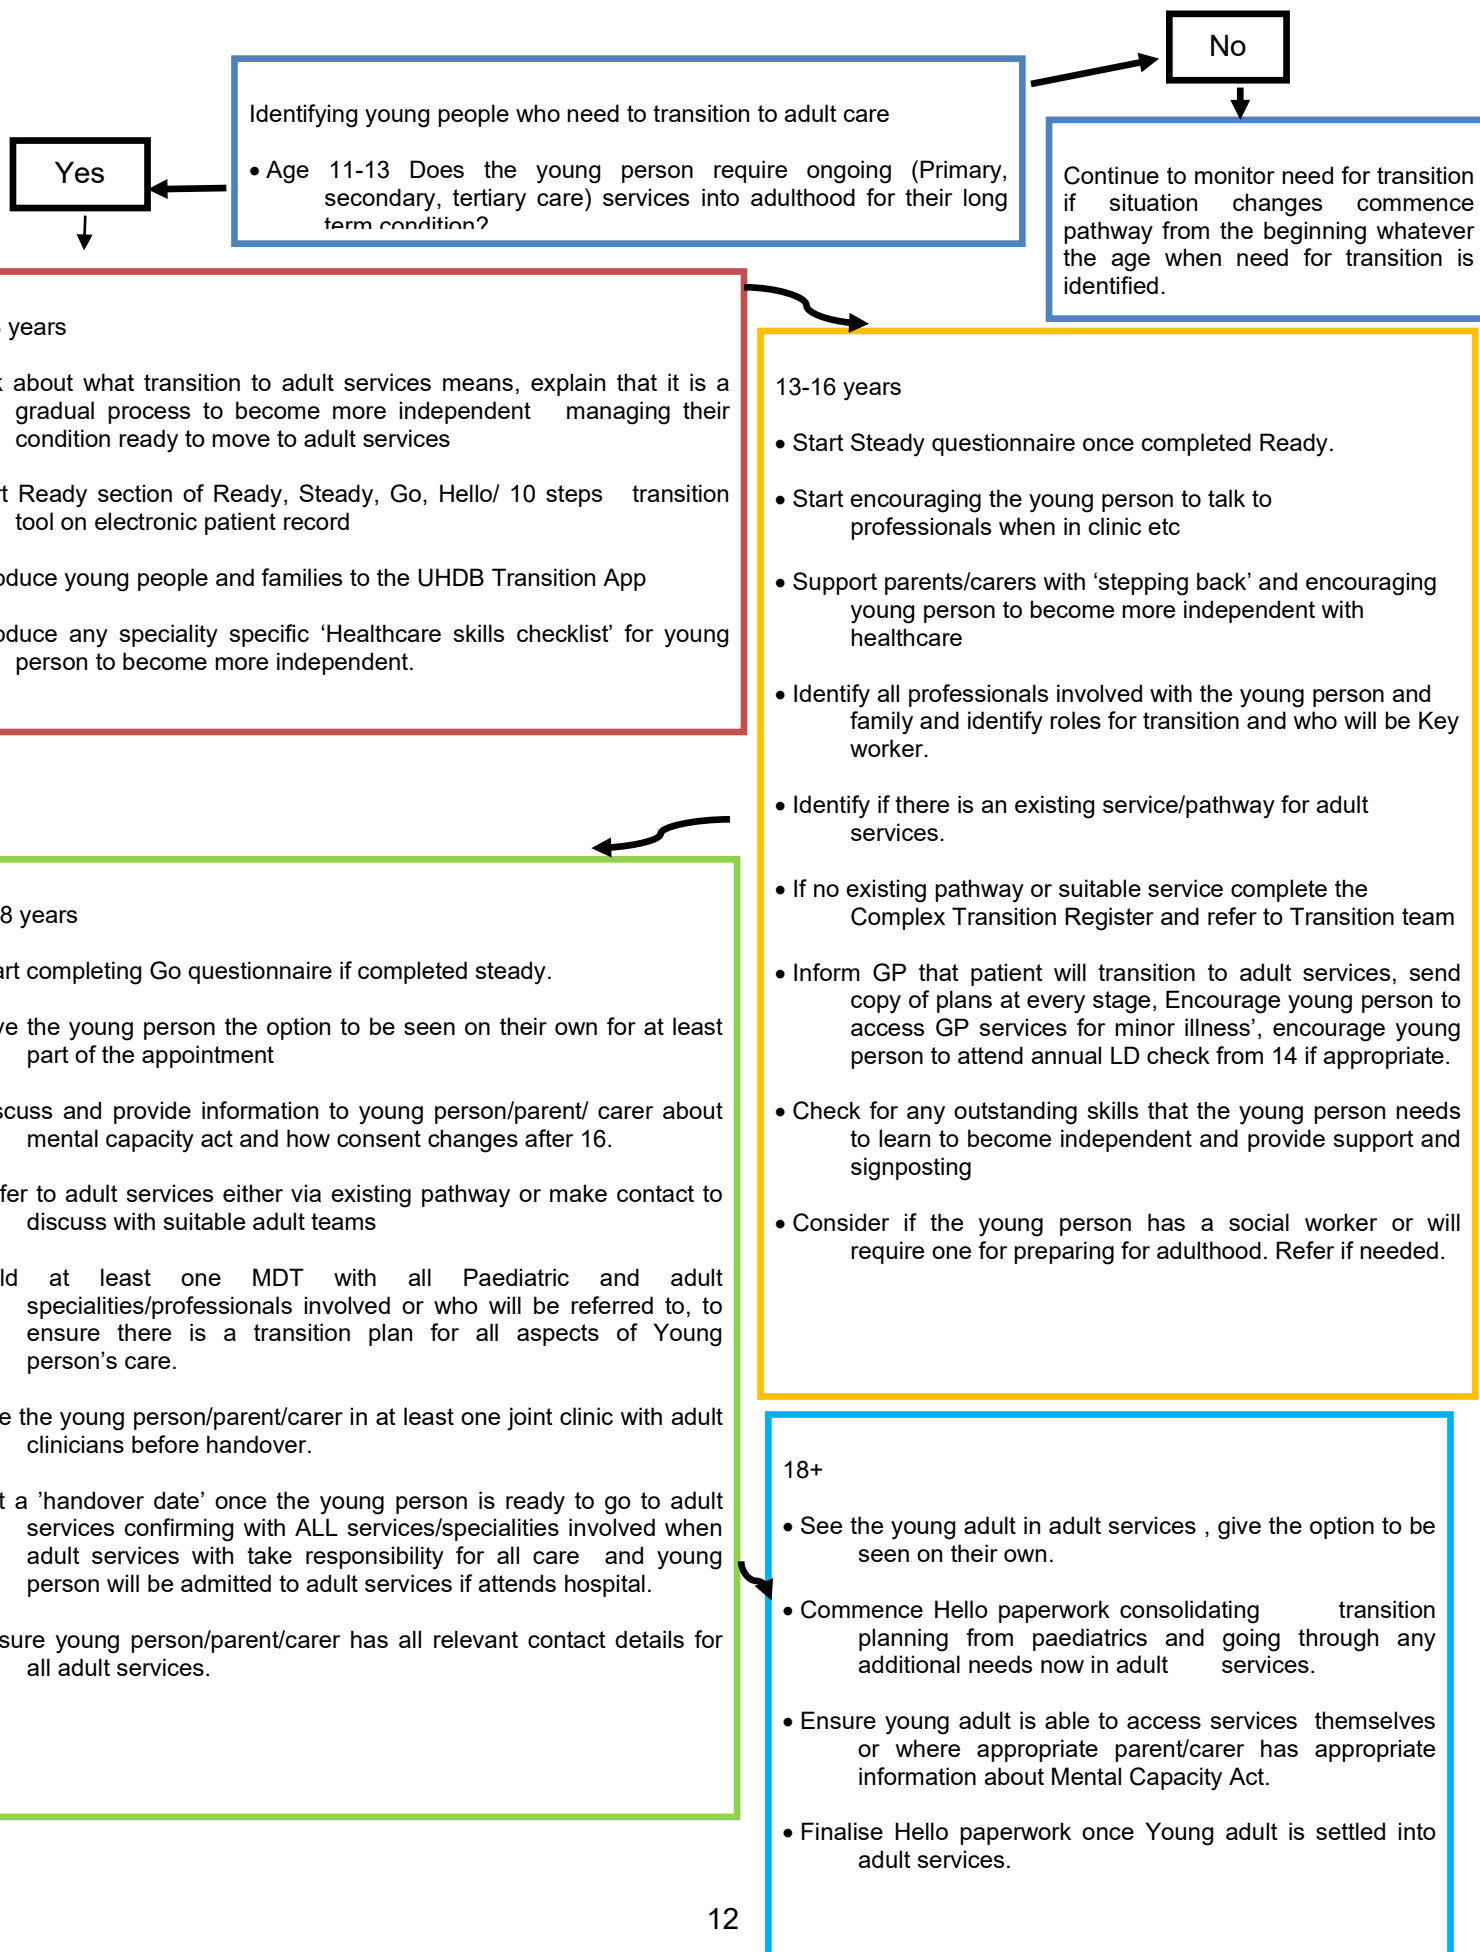 No
Identifying young people who need to transition to adult care
• Age 11-13 Does the young person require ongoing (Primary,
secondary, tertiary care) services into adulthood for their long
term condition?
Yes
Continue to monitor need for transition
if situation changes commence
pathway from the beginning whatever
the age when need for transition is
identified.
years
about what transition to adult services means, explain that it is a
gradual process to become more independent managing their
condition ready to move to adult services
Ready section of Ready, Steady, Go, Hello/ 10 steps transition
tool on electronic patient record
young people and families to the UHDB Transition App
any speciality specific ‘Healthcare skills checklist’ for young
person to become more independent.
13-16 years
• Start Steady questionnaire once completed Ready.
• Start encouraging the young person to talk to
professionals when in clinic etc
• Support parents/carers with ‘stepping back’ and encouraging
young person to become more independent with
healthcare
• Identify all professionals involved with the young person and
family and identify roles for transition and who will be Key
worker.
• Identify if there is an existing service/pathway for adult
services.
• If no existing pathway or suitable service complete the
Complex Transition Register and refer to Transition team
• Inform GP that patient will transition to adult services, send
copy of plans at every stage, Encourage young person to
access GP services for minor illness’, encourage young
person to attend annual LD check from 14 if appropriate.
• Check for any outstanding skills that the young person needs
to learn to become independent and provide support and
signposting
• Consider if the young person has a social worker or will
require one for preparing for adulthood. Refer if needed.
8 years
completing Go questionnaire if completed steady.
the young person the option to be seen on their own for at least
part of the appointment
and provide information to young person/parent/ carer about
mental capacity act and how consent changes after 16.
to adult services either via existing pathway or make contact to
discuss with suitable adult teams
at least one MDT with all Paediatric and adult
specialities/professionals involved or who will be referred to, to
ensure there is a transition plan for all aspects of Young
person’s care.
the young person/parent/carer in at least one joint clinic with adult
clinicians before handover.
a ’handover date’ once the young person is ready to go to adult
services confirming with ALL services/specialities involved when
adult services with take responsibility for all care and young
person will be admitted to adult services if attends hospital.
young person/parent/carer has all relevant contact details for
all adult services.
18+
• See the young adult in adult services , give the option to be
seen on their own.
• Commence Hello paperwork consolidating transition
planning from paediatrics and going through any
additional needs now in adult services.
• Ensure young adult is able to access services themselves
or where appropriate parent/carer has appropriate
information about Mental Capacity Act.
• Finalise Hello paperwork once Young adult is settled into
adult services.
12